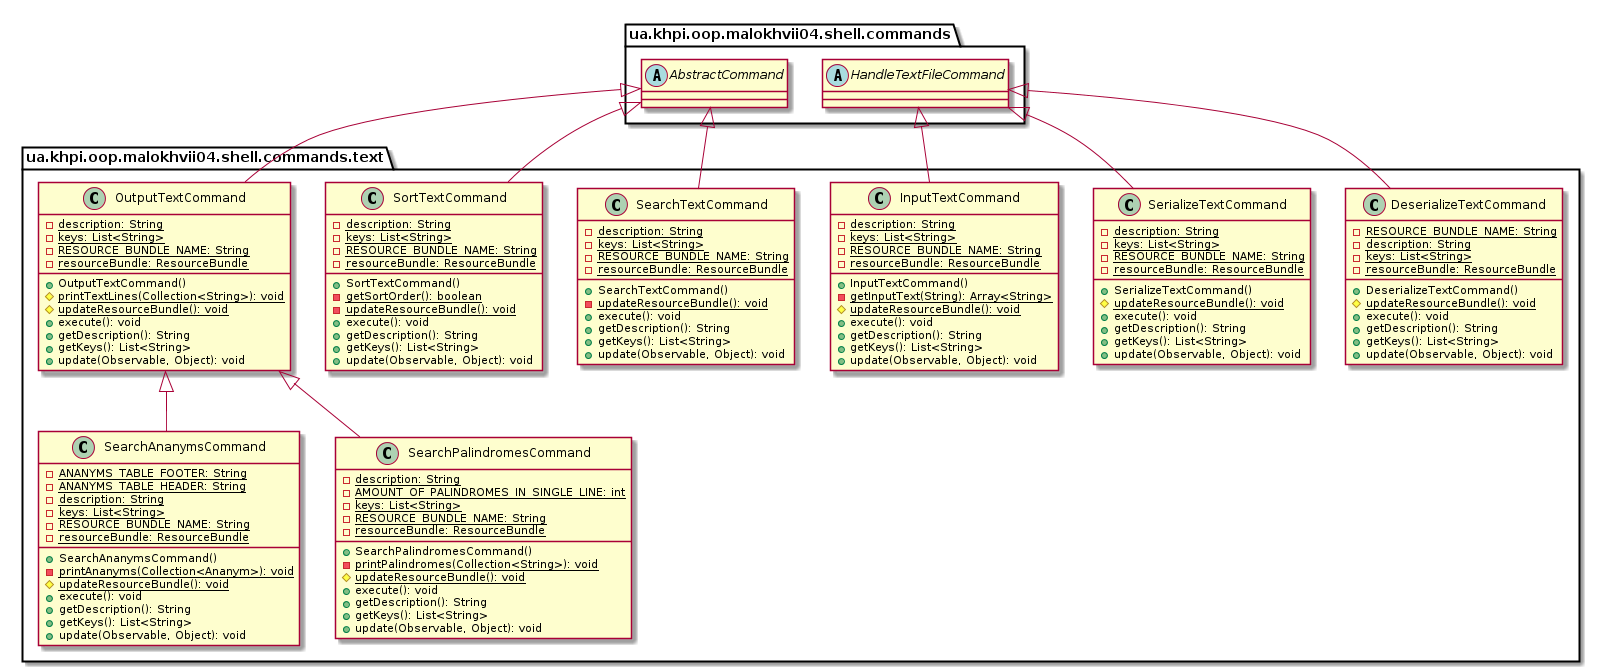 ua.khpi.oop.malokhvii04.shell.commands
A AbstractCommand
A HandleTextFileCommand
ua.khpi.oop.malokhvii04.shell.commands.text
C OutputTextCommand
description: String
keys: List<String>
RESOURCE_BUNDLE_NAME: String
resourceBundle: ResourceBundle
OutputTextCommand()
printTextLines(Collection<String>): void
updateResourceBundle(): void
execute(): void
getDescription(): String
getKeys(): List<String>
update(Observable, Object): void
C SortTextCommand
description: String
keys: List<String>
RESOURCE_BUNDLE_NAME: String
resourceBundle: ResourceBundle
SortTextCommand()
getSortOrder(): boolean
updateResourceBundle(): void
execute(): void
getDescription(): String
getKeys(): List<String>
update(Observable, Object): void
C SearchTextCommand
description: String
keys: List<String>
RESOURCE_BUNDLE_NAME: String
resourceBundle: ResourceBundle
SearchTextCommand()
updateResourceBundle(): void
execute(): void
getDescription(): String
getKeys(): List<String>
update(Observable, Object): void
C InputTextCommand
description: String
keys: List<String>
RESOURCE_BUNDLE_NAME: String
resourceBundle: ResourceBundle
InputTextCommand()
getInputText(String): Array<String>
updateResourceBundle(): void
execute(): void
getDescription(): String
getKeys(): List<String>
update(Observable, Object): void
C SerializeTextCommand
description: String
keys: List<String>
RESOURCE_BUNDLE_NAME: String
resourceBundle: ResourceBundle
SerializeTextCommand()
updateResourceBundle(): void
execute(): void
getDescription(): String
getKeys(): List<String>
update(Observable, Object): void
C DeserializeTextCommand
RESOURCE_BUNDLE_NAME: String
description: String
keys: List<String>
resourceBundle: ResourceBundle
DeserializeTextCommand()
updateResourceBundle(): void
execute(): void
getDescription(): String
getKeys(): List<String>
update(Observable, Object): void
C SearchAnanymsCommand
ANANYMS_TABLE_FOOTER: String
ANANYMS_TABLE_HEADER: String
description: String
keys: List<String>
RESOURCE_BUNDLE_NAME: String
resourceBundle: ResourceBundle
SearchAnanymsCommand()
printAnanyms(Collection<Ananym>): void
updateResourceBundle(): void
execute(): void
getDescription(): String
getKeys(): List<String>
update(Observable, Object): void
C SearchPalindromesCommand
description: String
AMOUNT_OF_PALINDROMES_IN_SINGLE_LINE: int
keys: List<String>
RESOURCE_BUNDLE_NAME: String
resourceBundle: ResourceBundle
SearchPalindromesCommand()
printPalindromes(Collection<String>): void
updateResourceBundle(): void
execute(): void
getDescription(): String
getKeys(): List<String>
update(Observable, Object): void